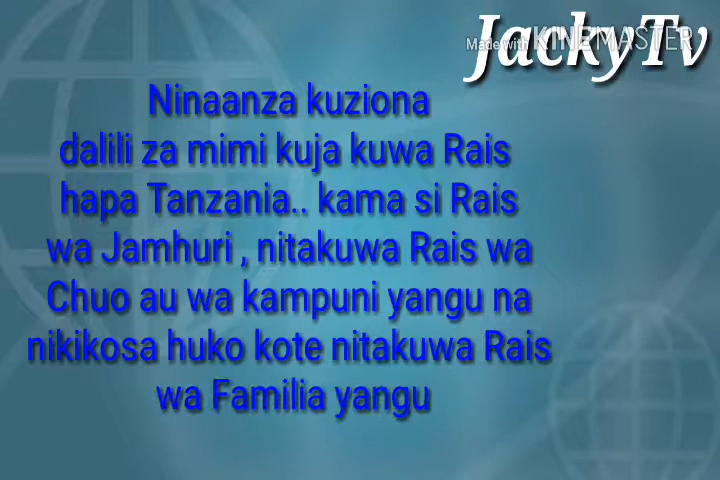 JackyTv
Made with KINEMASTER
Ninaanza kuziona
dalili za mimi kuja kuwa Rais
hapa Tanzania.. kama si Rais
wa Jamhuri , nitakuwa Rais wa
Chuo au wa kampuni yangu na
nikikosa huko kote nitakuwa Rais
wa Familia yangu